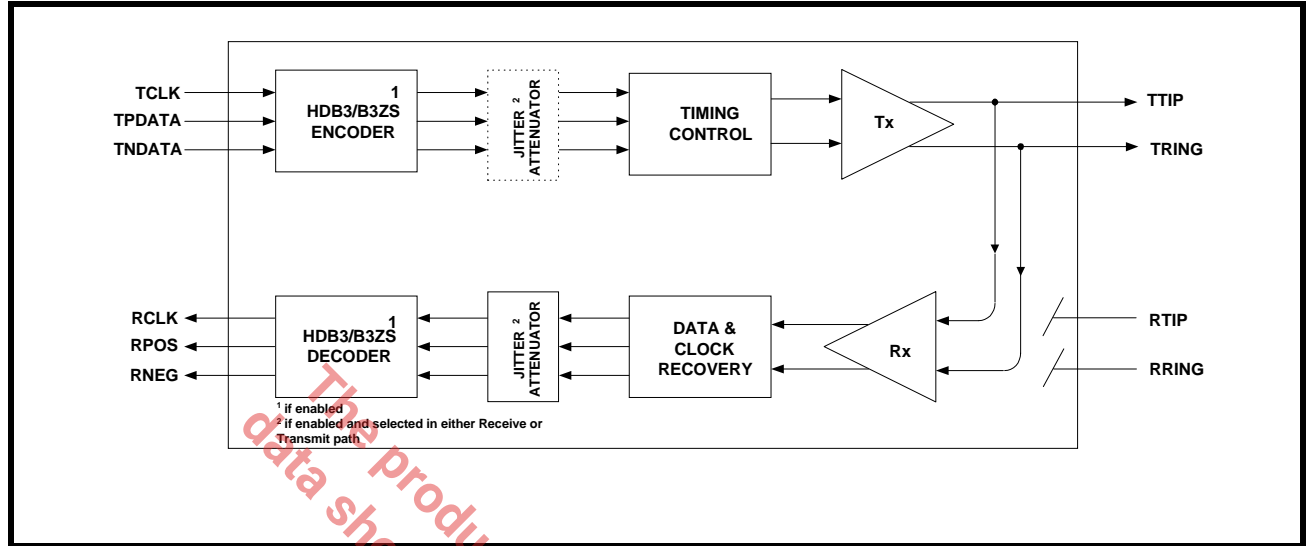 TCLK
TPDATA
TNDATA
1
HDB3/B3ZS
ENCODER
JITTER 2
ATTENUATOR
TIMING
CONTROL
Tx
TTIP
TRING
RCLK
RPOS
RNEG
1
HDB3/B3ZS
DECODER
JITTER 2
ATTENUATOR
DATA &
CLOCK
RECOVERY
Rx
RTIP
RRING
1 if enabled
2 if enabled and selected in either Receive or
Transmit path
The
data